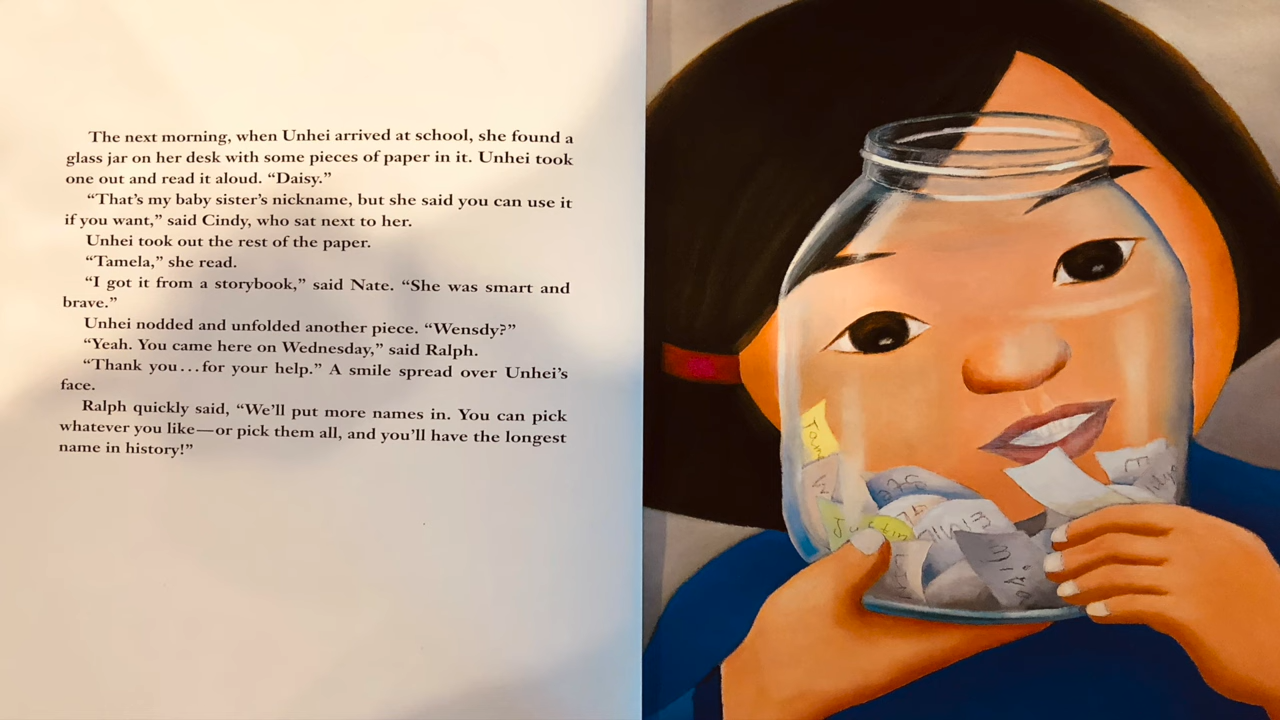 The next morning, when Unhei arrived at school, she found a
glass jar on her desk with some pieces of paper in it. Unhei took
one out and read it aloud. “Daisy.”
“That’s my baby sister’s nickname, but she said you can use it
if you want,” said Cindy, who sat next to her.
Unhei took out the rest of the paper.
“Tamela,” she read.
“I got it from a storybook,” said Nate. “She was smart and
brave.”
Unhei nodded and unfolded another piece. “Wensdy?”
“Yeah. You came here on Wednesday,” said Ralph.
“Thank you...for your help.” A smile spread over Unhei’s
face.
Ralph quickly said, “We’ll put more names in. You can pick
whatever you like—or pick them all, and you’ll have the longest
name in history!”